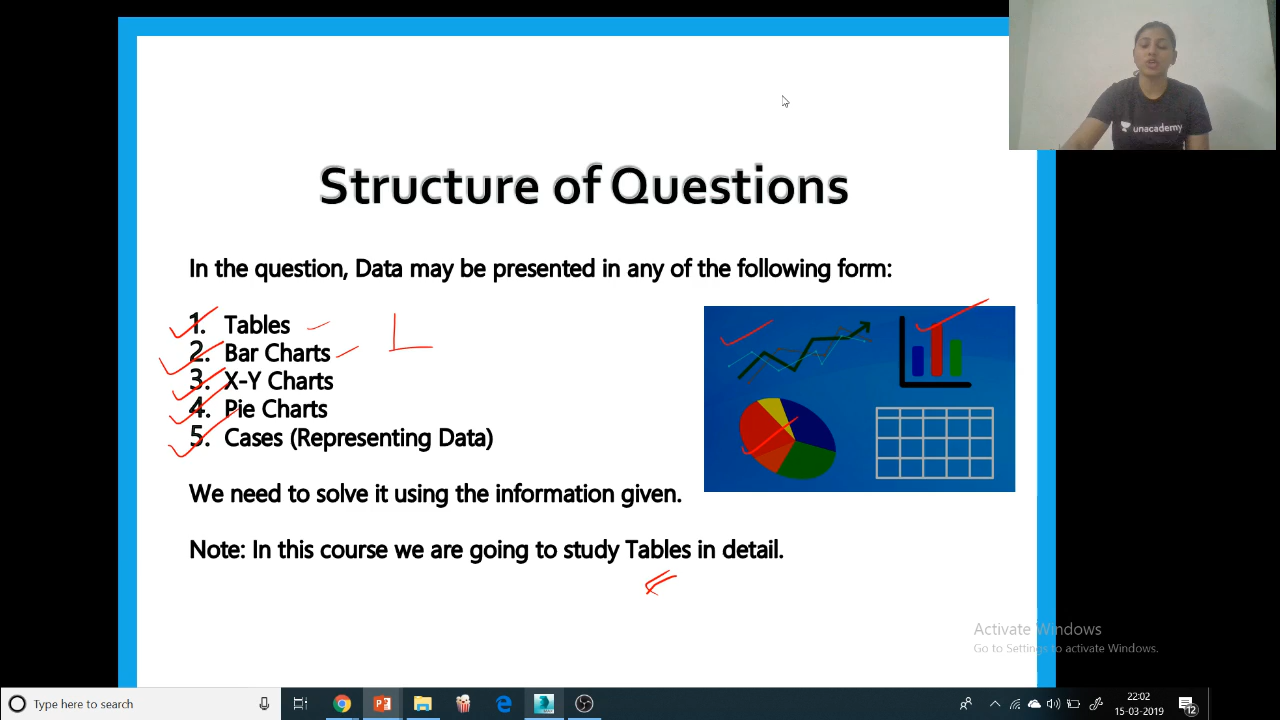 unacademy
Structure of Questions
In the question, Data may be presented in any of the following form:
1. Tables
2. Bar Charts
3. X-Y Charts
4. Pie Charts
5. Cases (Representing Data)
We need to solve it using the information given.
Note: In this course we are going to study Tables in detail.
Activate Windows
Go to Settings to activate Windows.
Type here to search
22:02
15-03-2019
12